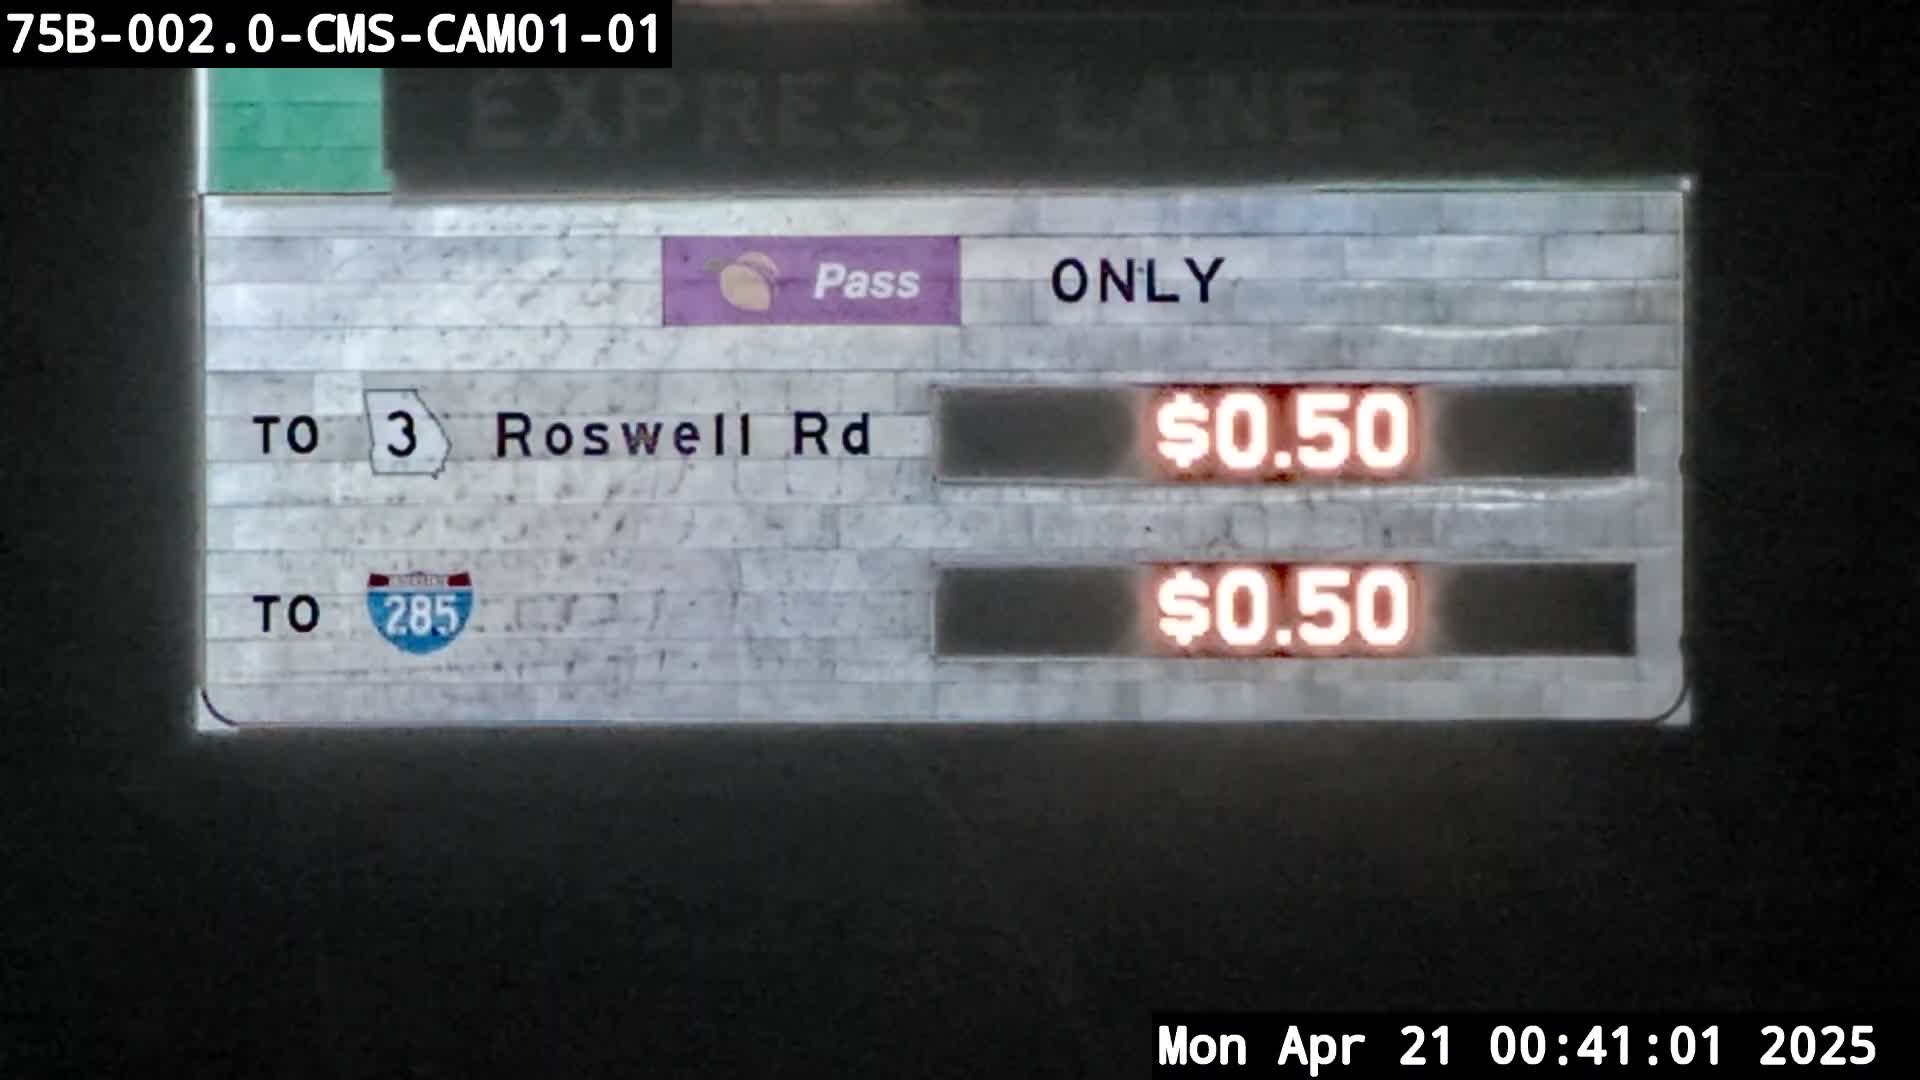 75B-002.0-CMS-CAM01-01
EXPRESS LANES
Pass ONLY
TO 3 Roswell Rd $0.50
TO INTERSTATE 285 $0.50
Mon Apr 21 00:41:01 2025